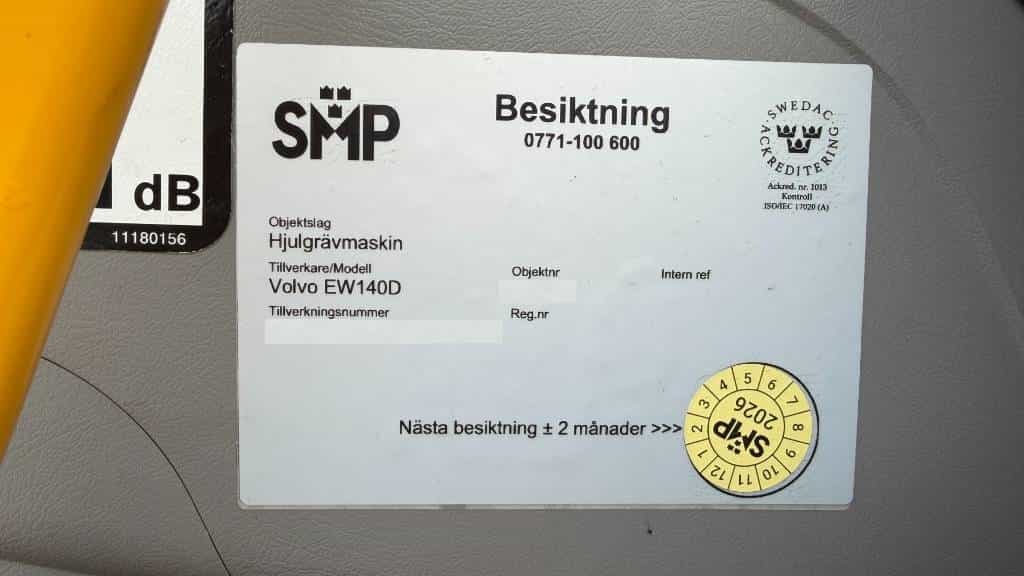 dB
11180156
SMP
Besiktning
0771-100 600
SWEDAC
ACKREDITERING
Ackred. nr. 1013
Kontroll
ISO/IEC 17020 (A)
Objektslag
Hjulgrävmaskin
Tillverkare/Modell
Volvo EW140D
Objektnr
Intern ref
Tillverkningsnummer
Reg.nr
Nästa besiktning ± 2 månader >>>
1 2 3 4 5 6 7 8 9 10 11 12
SMP
2026